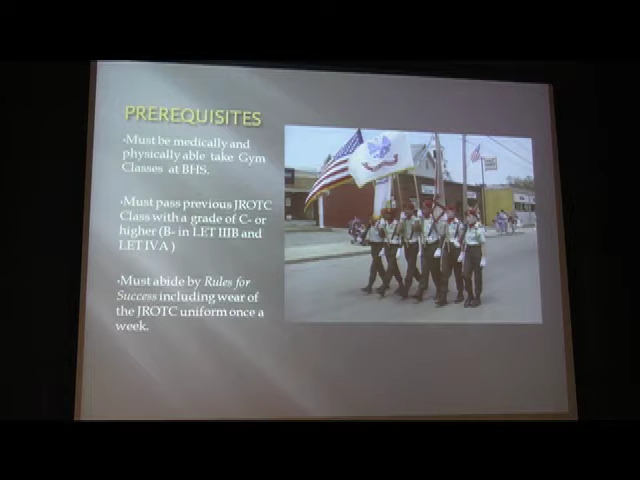 PREREQUISITES
•Must be medically and
physically able take Gym
Classes at BHS.
•Must pass previous JROTC
Class with a grade of C- or
higher (B- in LET IIIB and
LET IVA )
•Must abide by Rules for
Success including wear of
the JROTC uniform once a
week.